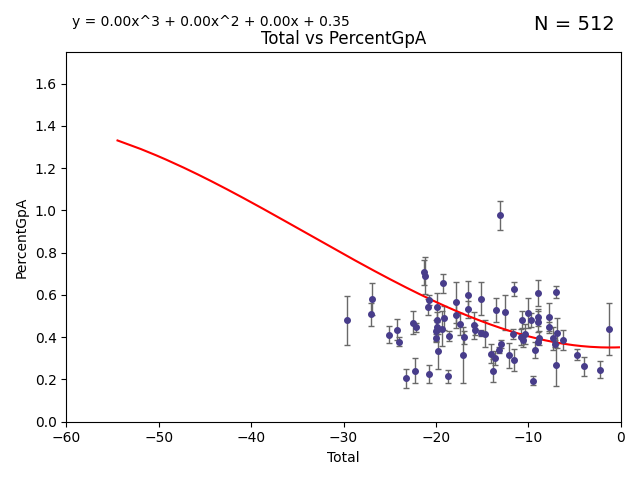 y = 0.00x^3 + 0.00x^2 + 0.00x + 0.35
N = 512
Total vs PercentGpA
PercentGpA
1.6
1.4
1.2
1.0
0.8
0.6
0.4
0.2
0.0
−60 −50 −40 −30 −20 −10 0
Total